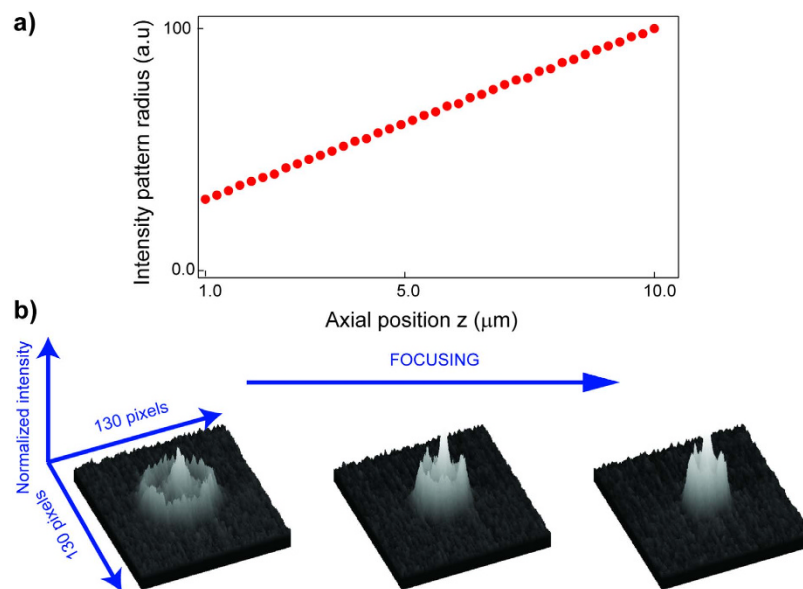 a)
Intensity pattern radius (a.u)
100
0.0
1.0
5.0
10.0
Axial position z (μm)
b)
Normalized intensity
130 pixels
130 pixels
FOCUSING